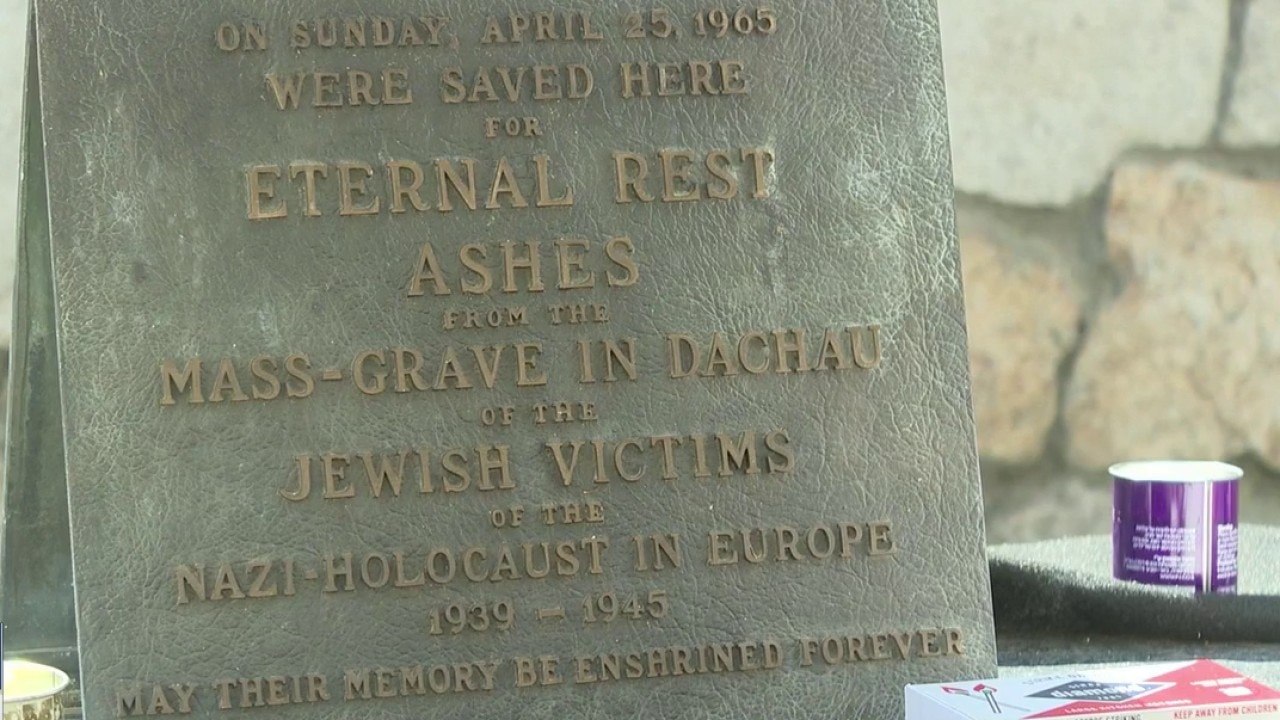 ON SUNDAY, APRIL 25, 1965
WERE SAVED HERE
FOR
ETERNAL REST
ASHES
FROM THE
MASS-GRAVE IN DACHAU
OF THE
JEWISH VICTIMS
OF THE
NAZI-HOLOCAUST IN EUROPE
1939 - 1945
MAY THEIR MEMORY BE ENSHRINED FOREVER
KEEP AWAY FROM CHILDREN